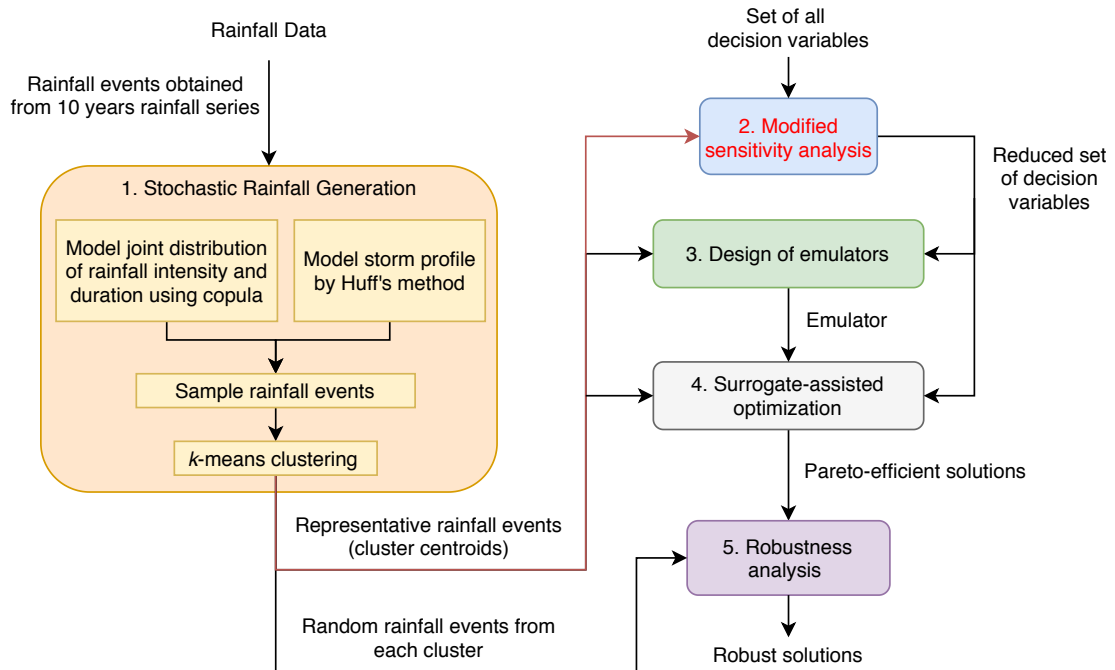 Rainfall Data
Rainfall events obtained
from 10 years rainfall series
1. Stochastic Rainfall Generation
Model joint distribution
of rainfall intensity and
duration using copula
Model storm profile
by Huff's method
Sample rainfall events
k-means clustering
Representative rainfall events
(cluster centroids)
Random rainfall events from
each cluster
Set of all
decision variables
2. Modified
sensitivity analysis
Reduced set
of decision
variables
3. Design of emulators
Emulator
4. Surrogate-assisted
optimization
Pareto-efficient solutions
5. Robustness
analysis
Robust solutions